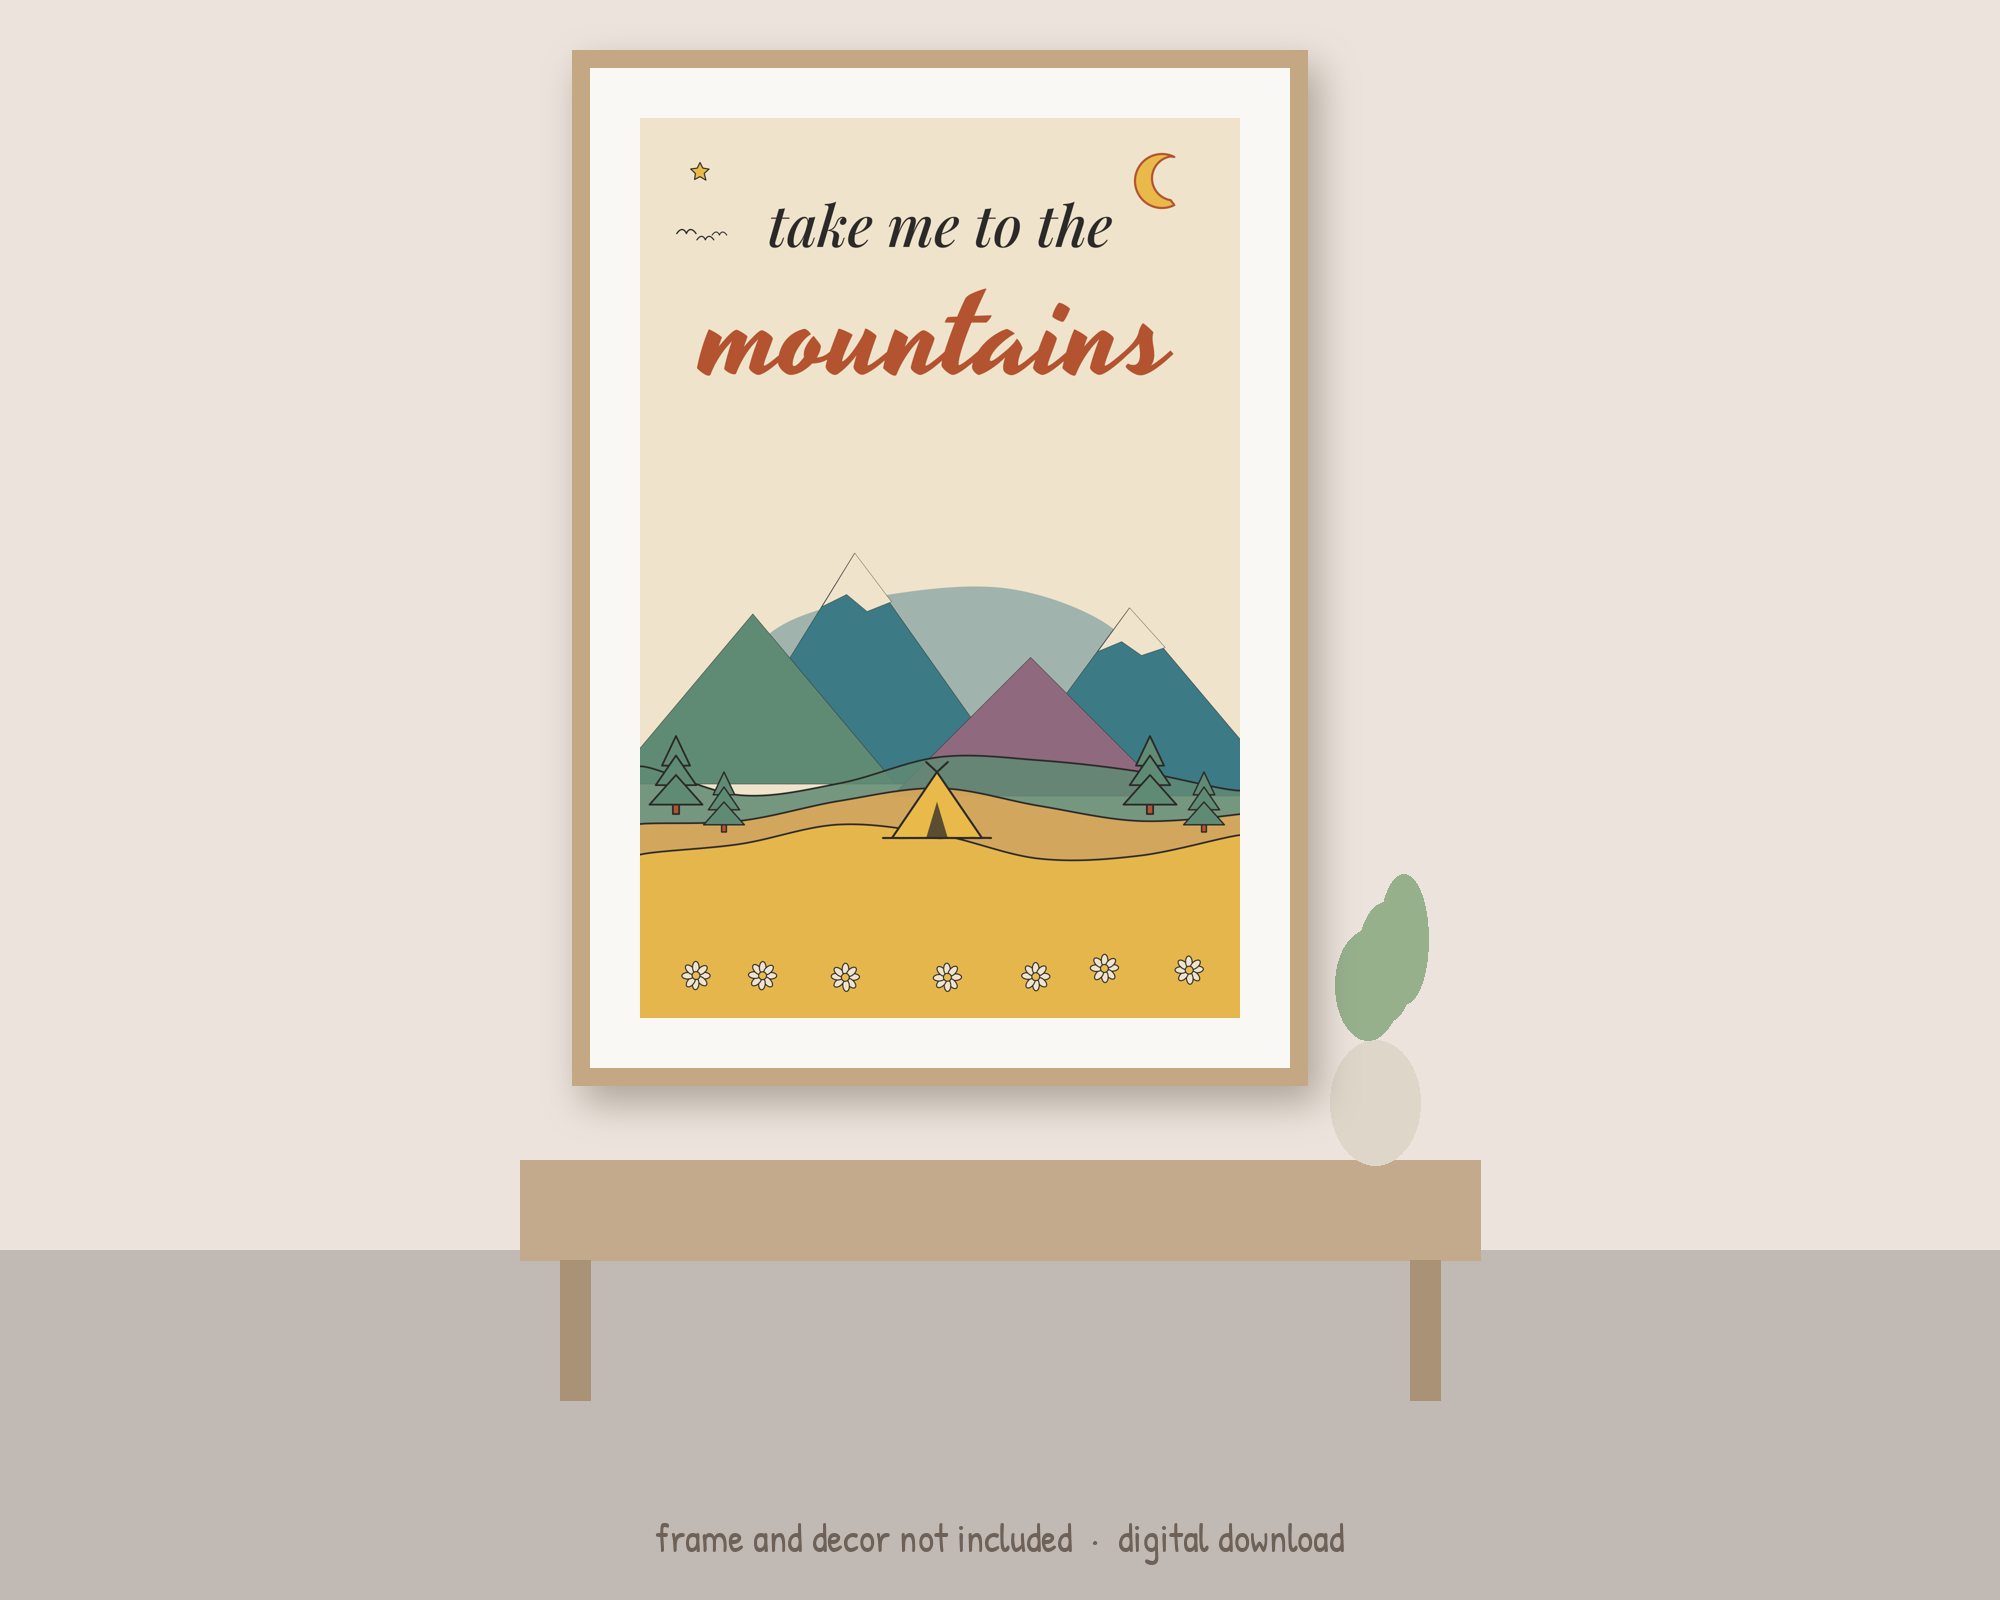 take me to the
mountains
frame and decor not included · digital download